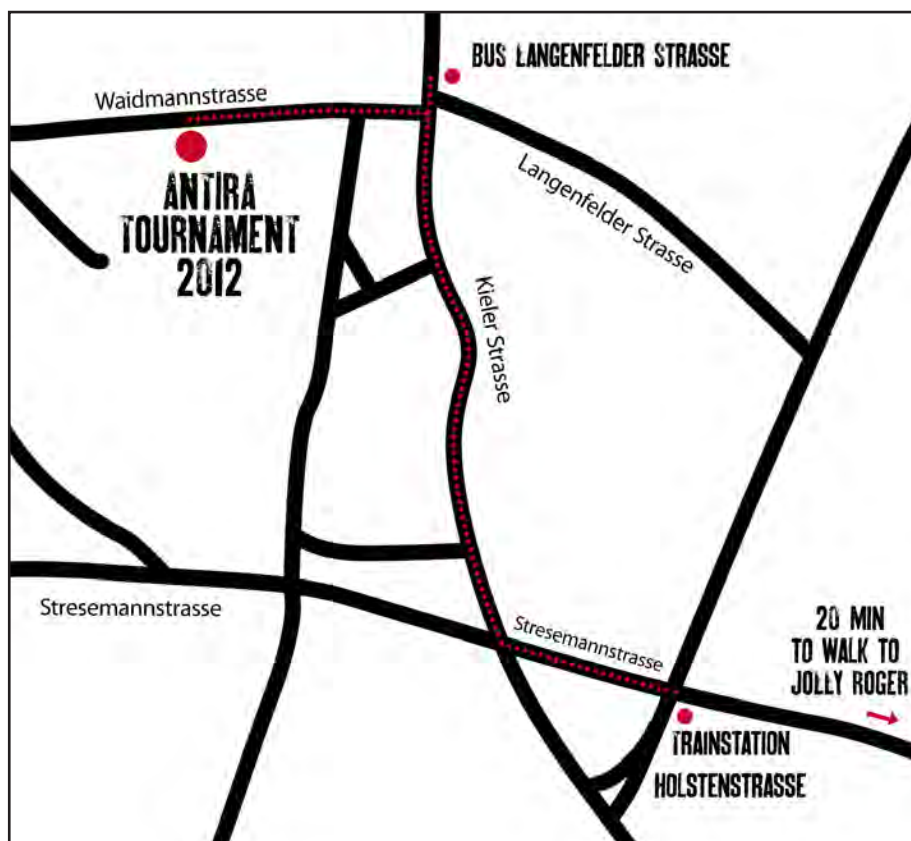 BUS LANGENFELDER STRASSE
Waidmannstrasse
ANTIRA
TOURNAMENT
2012
Langenfelder Strasse
Kieler Strasse
Stresemannstrasse
Stresemannstrasse
20 MIN
TO WALK TO
JOLLY ROGER
TRAINSTATION
HOLSTENSTRASSE